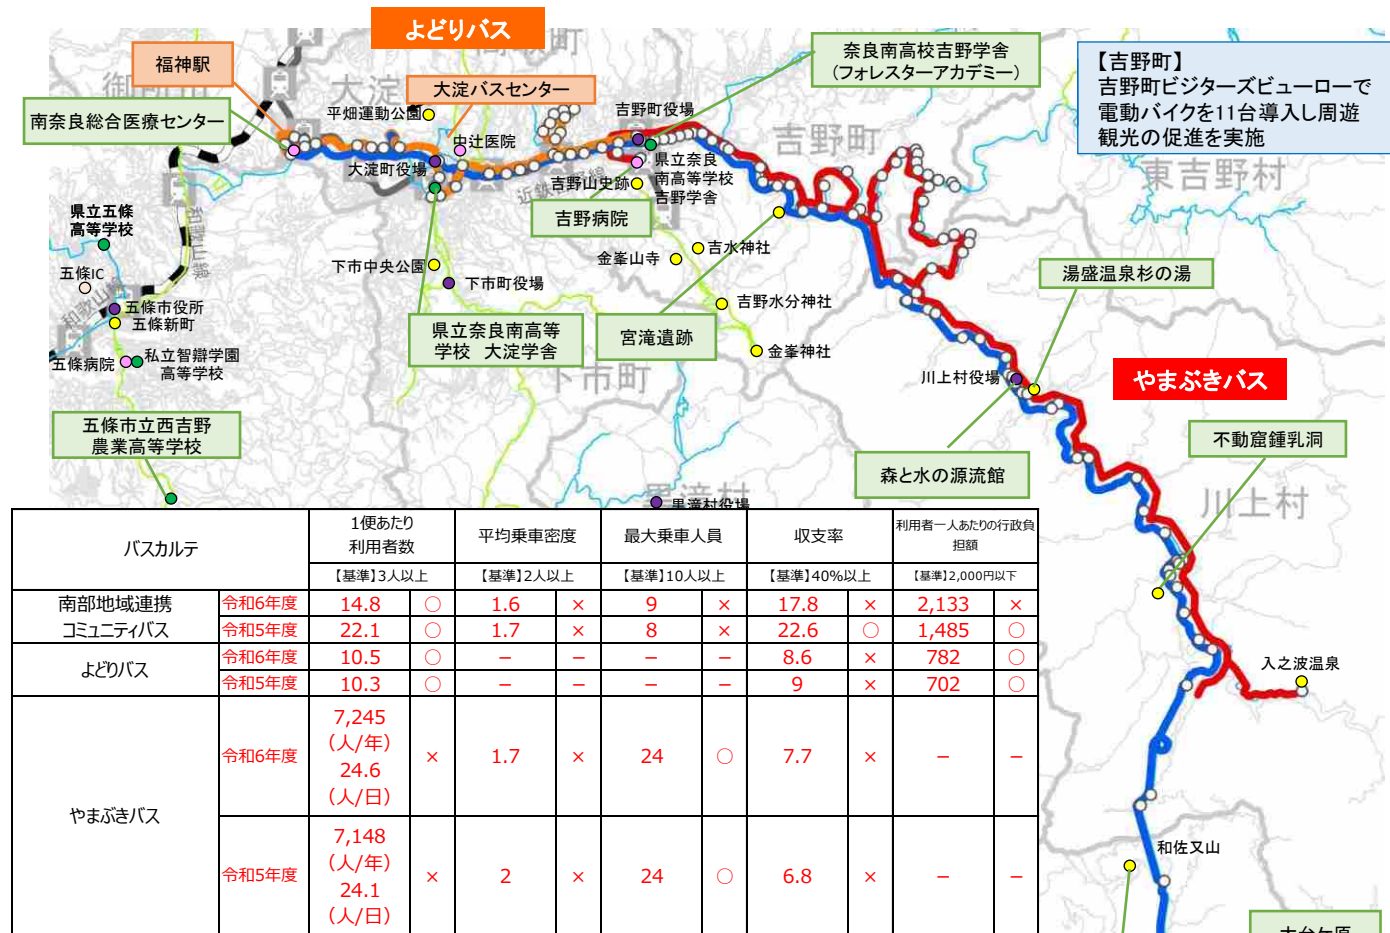 よどりバス
福神駅
南奈良総合医療センター
平畑運動公園
大淀バスセンター
中辻医院
大淀町役場
吉野町役場
奈良南高校吉野学舎
(フォレスターアカデミー)
【吉野町】
吉野町ビジターズビューローで
電動バイクを11台導入し周遊
観光の促進を実施
大淀
吉野町
東吉野村
県立奈良
南高等学校
吉野学舎
吉野山史跡
吉野病院
県立五條
高等学校
五條IC
五條市役所
五條新町
五條病院
私立智辯学園
高等学校
和歌山線
和歌山線
五條市立西吉野
農業高等学校
下市中央公園
下市町役場
県立奈良南高等
学校 大淀学舎
下市町
金峯山寺
吉水神社
吉野水分神社
金峯神社
宮滝遺跡
湯盛温泉杉の湯
川上村役場
やまぶきバス
森と水の源流館
不動窟鍾乳洞
川上村
黒滝村役場
入之波温泉
和佐又山
バスカルテ
1便あたり
利用者数
平均乗車密度
最大乗車人員
収支率
利用者一人あたりの行政負
担額
【基準】3人以上
【基準】2人以上
【基準】10人以上
【基準】40%以上
【基準】2,000円以下
南部地域連携
コミュニティバス
令和6年度 14.8 ○ 1.6 × 9 × 17.8 × 2,133 ×
令和5年度 22.1 ○ 1.7 × 8 × 22.6 ○ 1,485 ○
よどりバス
令和6年度 10.5 ○ − − − − 8.6 × 782 ○
令和5年度 10.3 ○ − − − − 9 × 702 ○
やまぶきバス
令和6年度
7,245
(人/年)
24.6
(人/日)
× 1.7 × 24 ○ 7.7 × − −
令和5年度
7,148
(人/年)
24.1
(人/日)
× 2 × 24 ○ 6.8 × − −